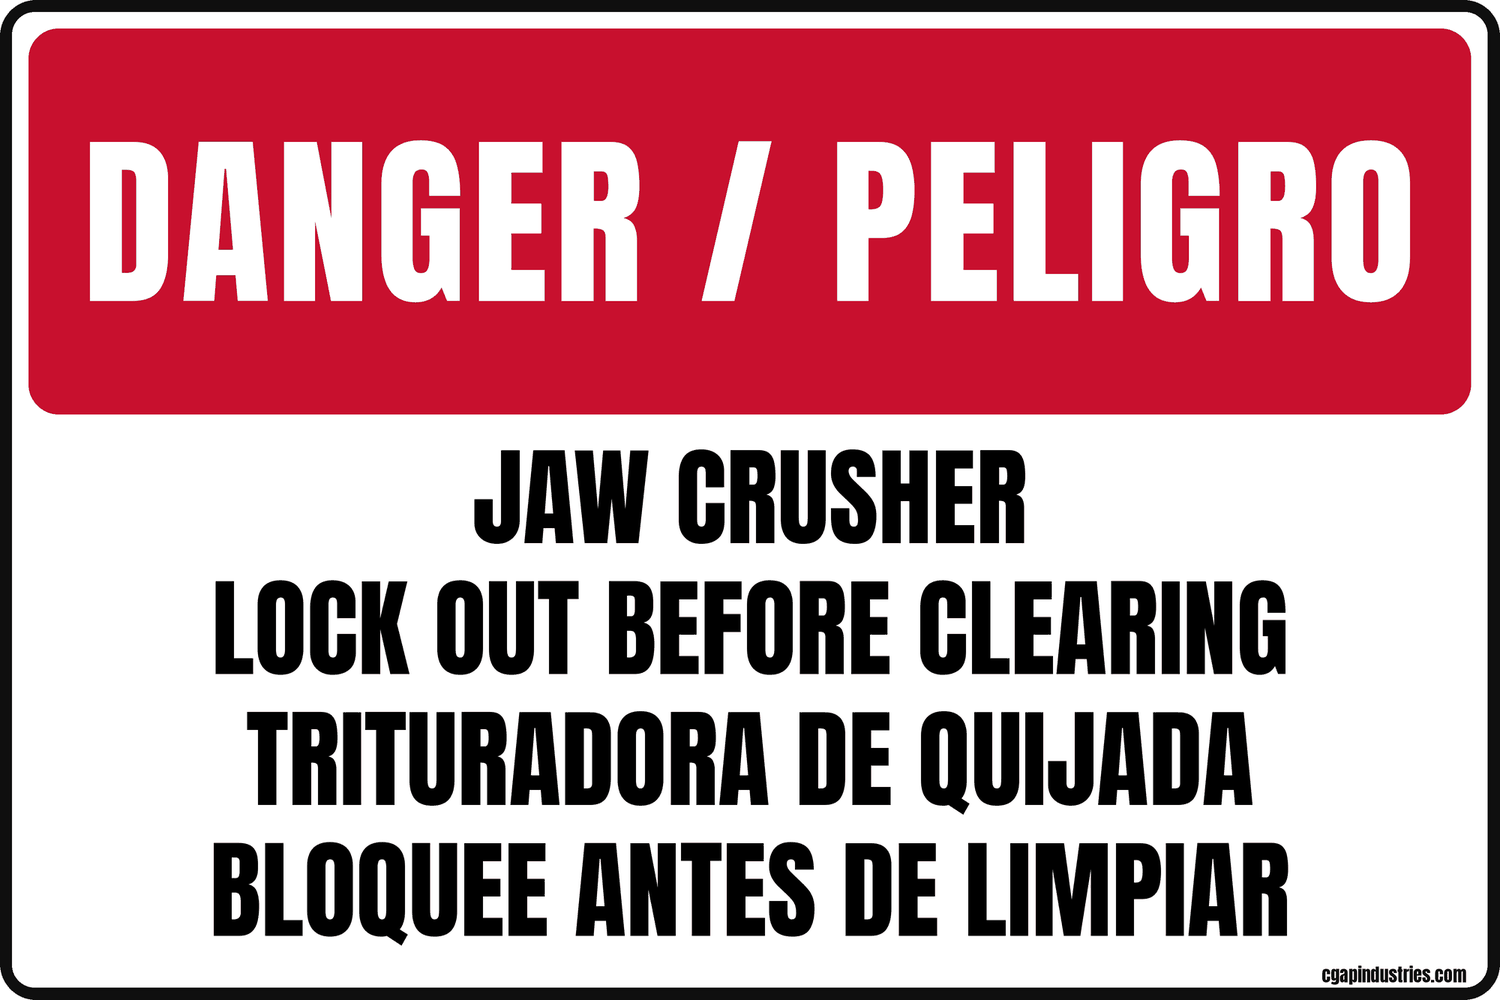 DANGER / PELIGRO
JAW CRUSHER
LOCK OUT BEFORE CLEARING
TRITURADORA DE QUIJADA
BLOQUEE ANTES DE LIMPIAR
cgapindustries.com